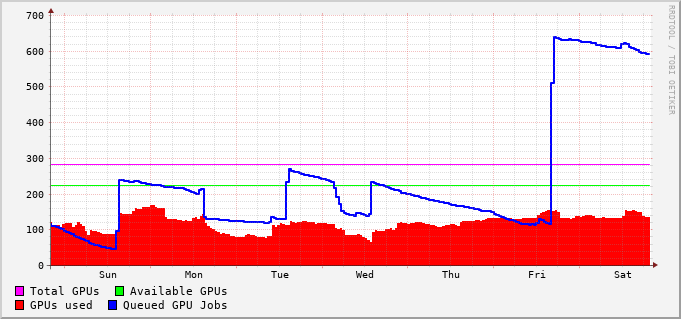 700
600
500
400
300
200
100
0
Sun Mon Tue Wed Thu Fri Sat
Total GPUs Available GPUs
GPUs used Queued GPU Jobs
RRDTOOL / TOBI OETIKER